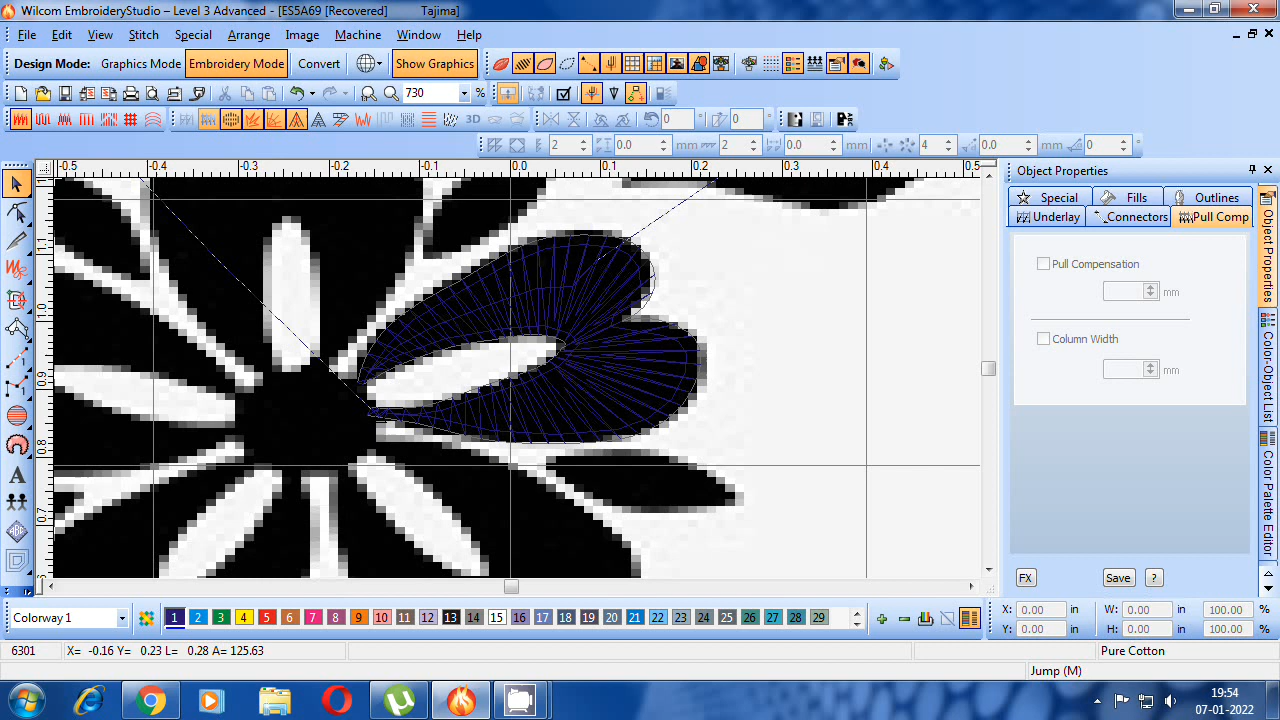 Wilcom EmbroideryStudio – Level 3 Advanced - [ES5A69 [Recovered] Tajima]
File Edit View Stitch Special Arrange Image Machine Window Help
Design Mode: Graphics Mode Embroidery Mode Convert Show Graphics
730 %
3D 0 ° 0 °
2 0.0 mm 2 0.0 mm 4 0.0 mm 0 °
-0.5 -0.4 -0.3 -0.2 -0.1 0.0 0.1 0.2 0.3 0.4 0.5
Object Properties
Special Fills Outlines
Underlay Connectors Pull Comp
Pull Compensation
mm
Column Width
mm
FX Save ?
Object Properties
Color-Object List
Color Palette Editor
Colorway 1 1 2 3 4 5 6 7 8 9 10 11 12 13 14 15 16 17 18 19 20 21 22 23 24 25 26 27 28 29
X: 0.00 in W: 0.00 in 100.00 %
Y: 0.00 in H: 0.00 in 100.00 %
6301 X= -0.16 Y= 0.23 L= 0.28 A= 125.63 Pure Cotton
Jump (M)
19:54
07-01-2022